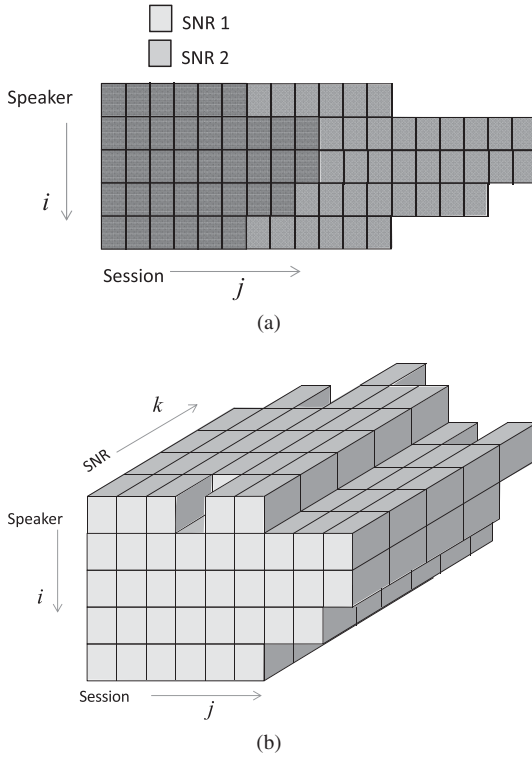 SNR 1
SNR 2
Speaker
i
Session
j
(a)
k
SNR
Speaker
i
Session
j
(b)